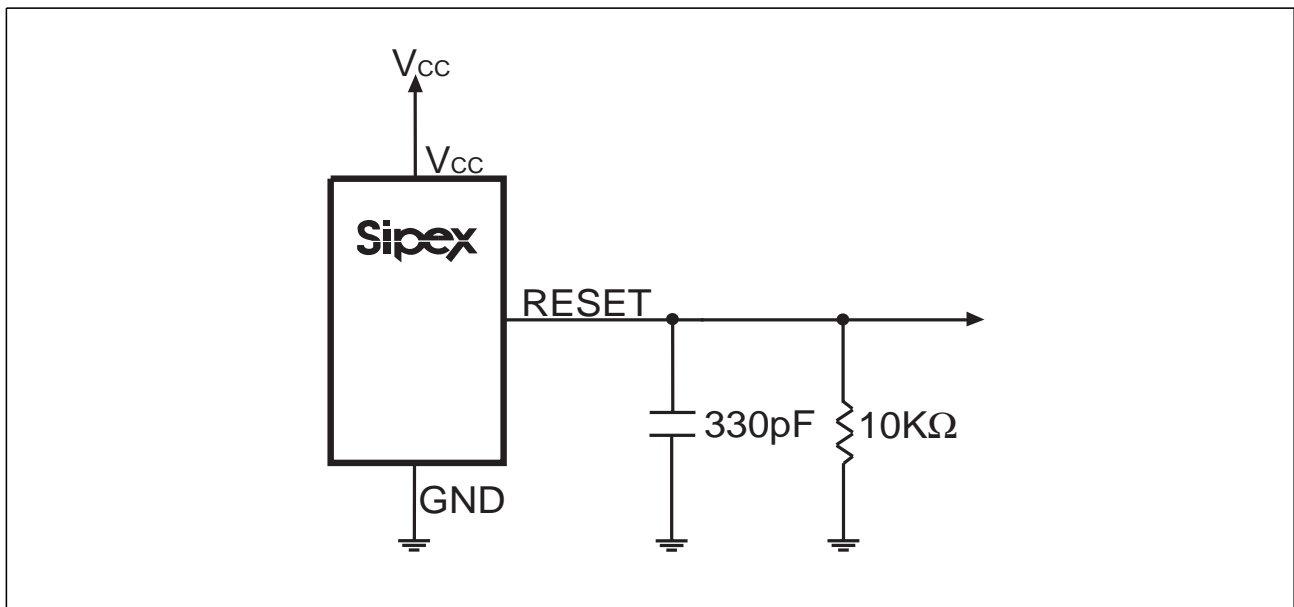 VCC
VCC
Sipex
RESET
330pF
10KΩ
GND